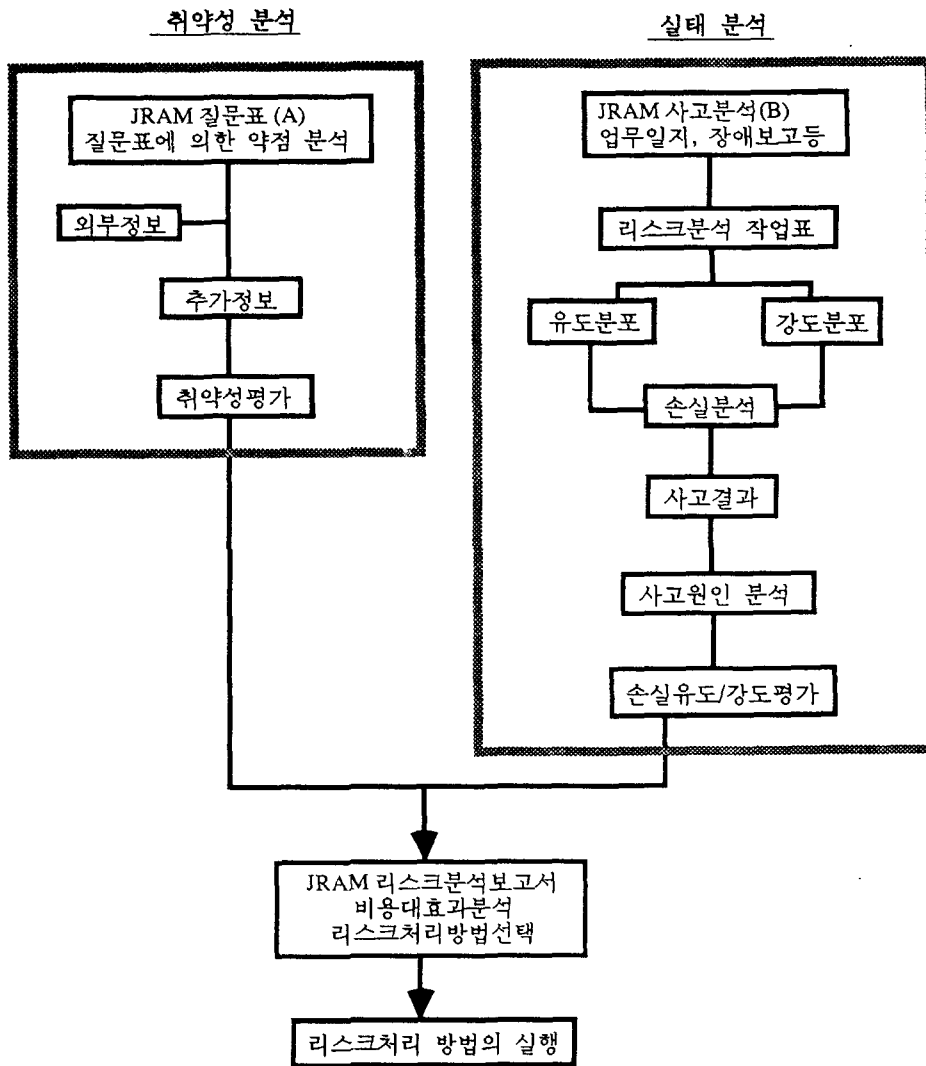 취약성 분석
JRAM 질문표 (A)
질문표에 의한 약점 분석
외부정보
추가정보
취약성평가
실태 분석
JRAM 사고분석(B)
업무일지, 장애보고등
리스크분석 작업표
유도분포
강도분포
손실분석
사고결과
사고원인 분석
손실유도/강도평가
JRAM 리스크분석보고서
비용대효과분석
리스크처리방법선택
리스크처리 방법의 실행